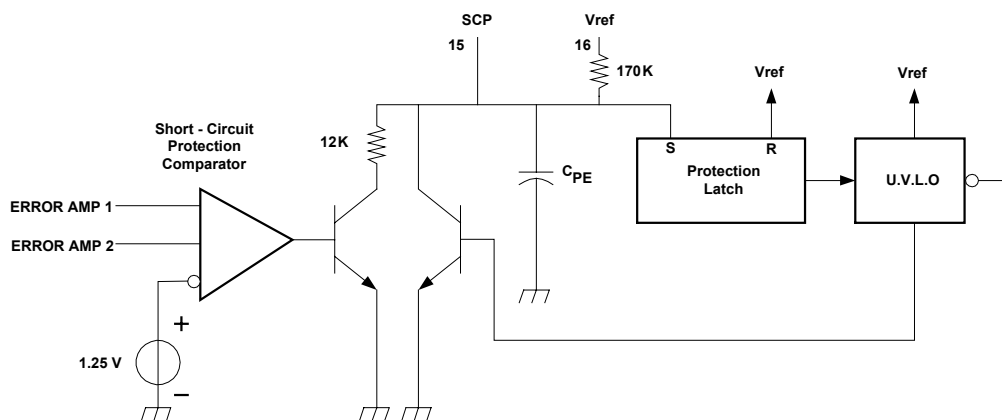 SCP
15
Vref
16
170K
Short - Circuit
Protection
Comparator
12K
CPE
S
R
Protection
Latch
Vref
Vref
U.V.L.O
ERROR AMP 1
ERROR AMP 2
+
1.25 V
–